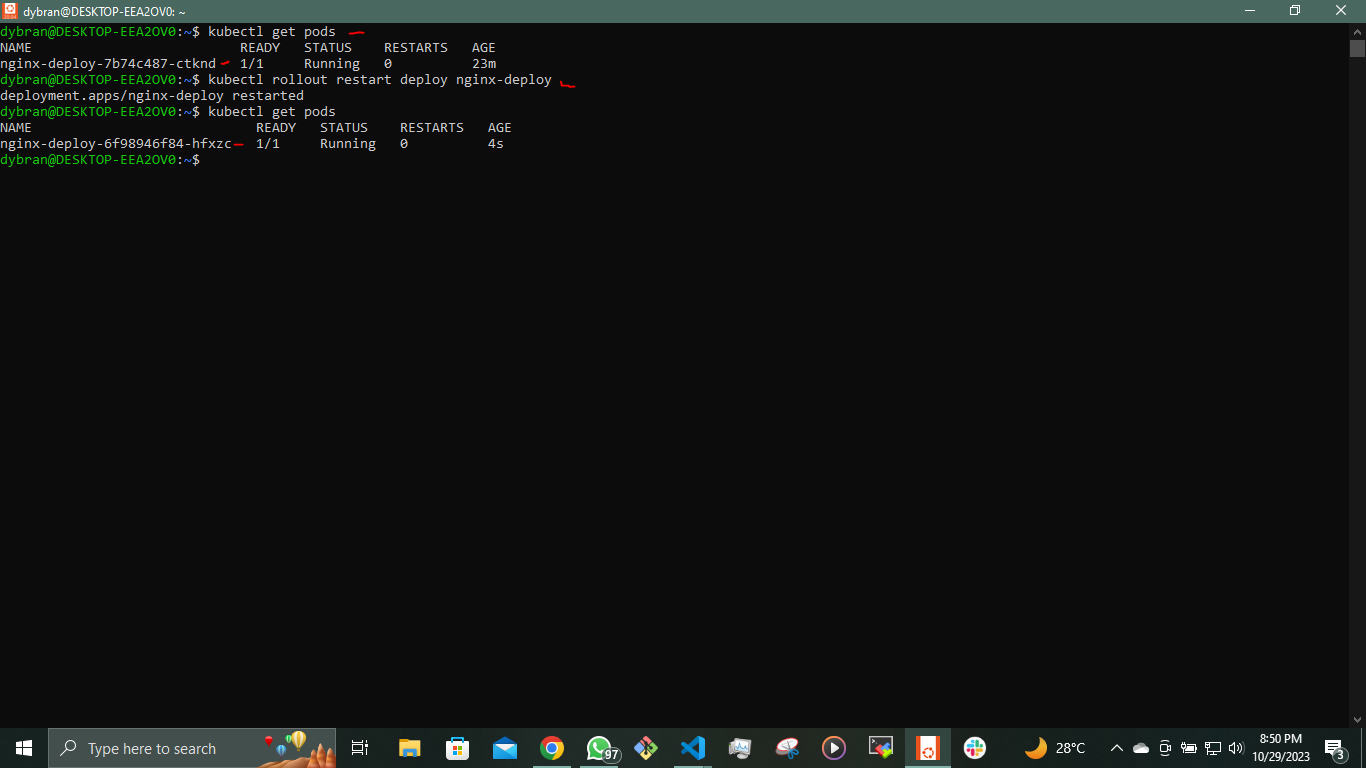 dybran@DESKTOP-EEA2OV0: ~
dybran@DESKTOP-EEA2OV0:~$ kubectl get pods
NAME READY STATUS RESTARTS AGE
nginx-deploy-7b74c487-ctknd 1/1 Running 0 23m
dybran@DESKTOP-EEA2OV0:~$ kubectl rollout restart deploy nginx-deploy
deployment.apps/nginx-deploy restarted
dybran@DESKTOP-EEA2OV0:~$ kubectl get pods
NAME READY STATUS RESTARTS AGE
nginx-deploy-6f98946f84-hfxzc 1/1 Running 0 4s
dybran@DESKTOP-EEA2OV0:~$
Type here to search
97
28°C
8:50 PM
10/29/2023
3